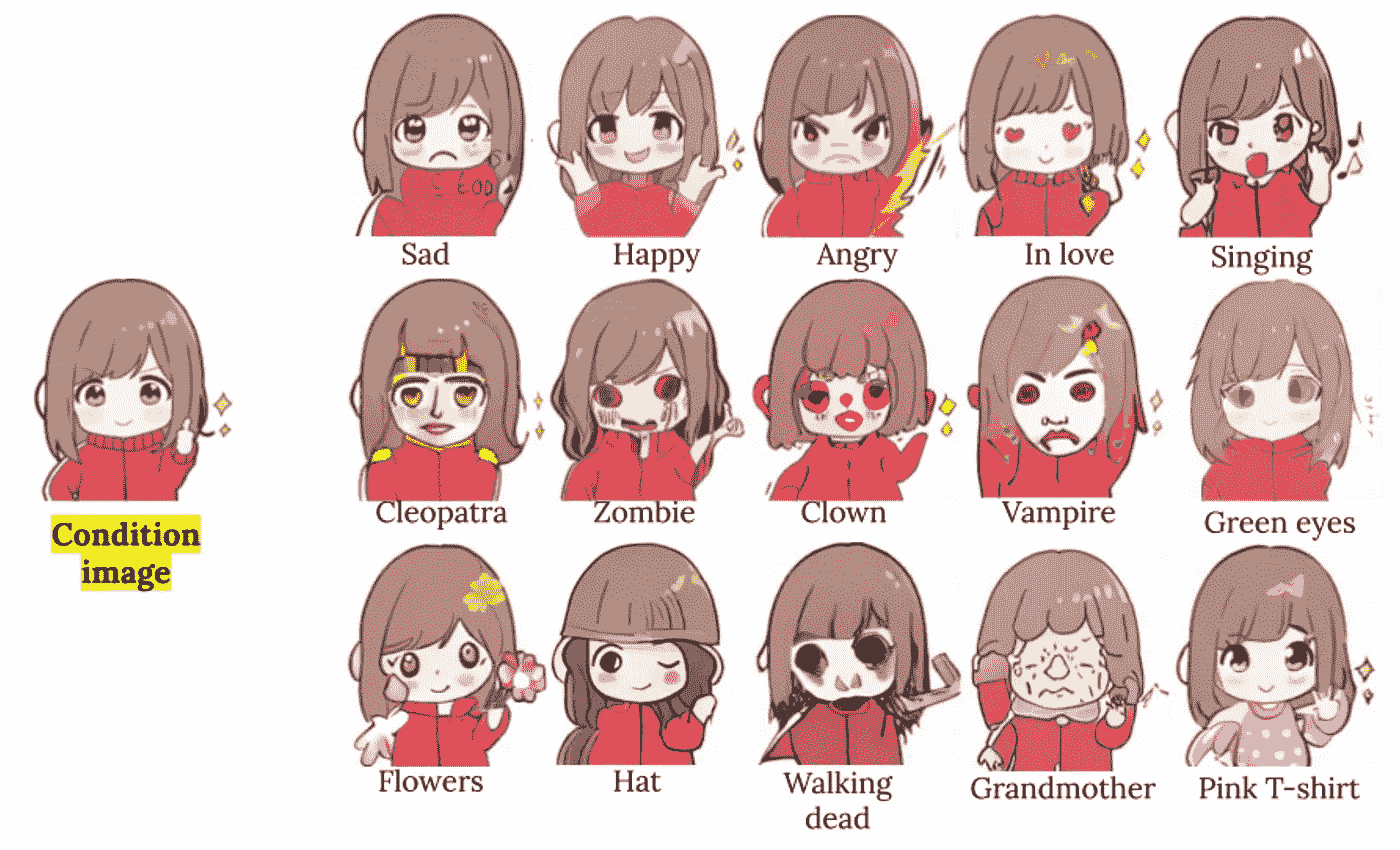 Sad
Happy
Angry
In love
Singing
Condition
image
Cleopatra
Zombie
Clown
Vampire
Green eyes
Flowers
Hat
Walking
dead
Grandmother
Pink T-shirt